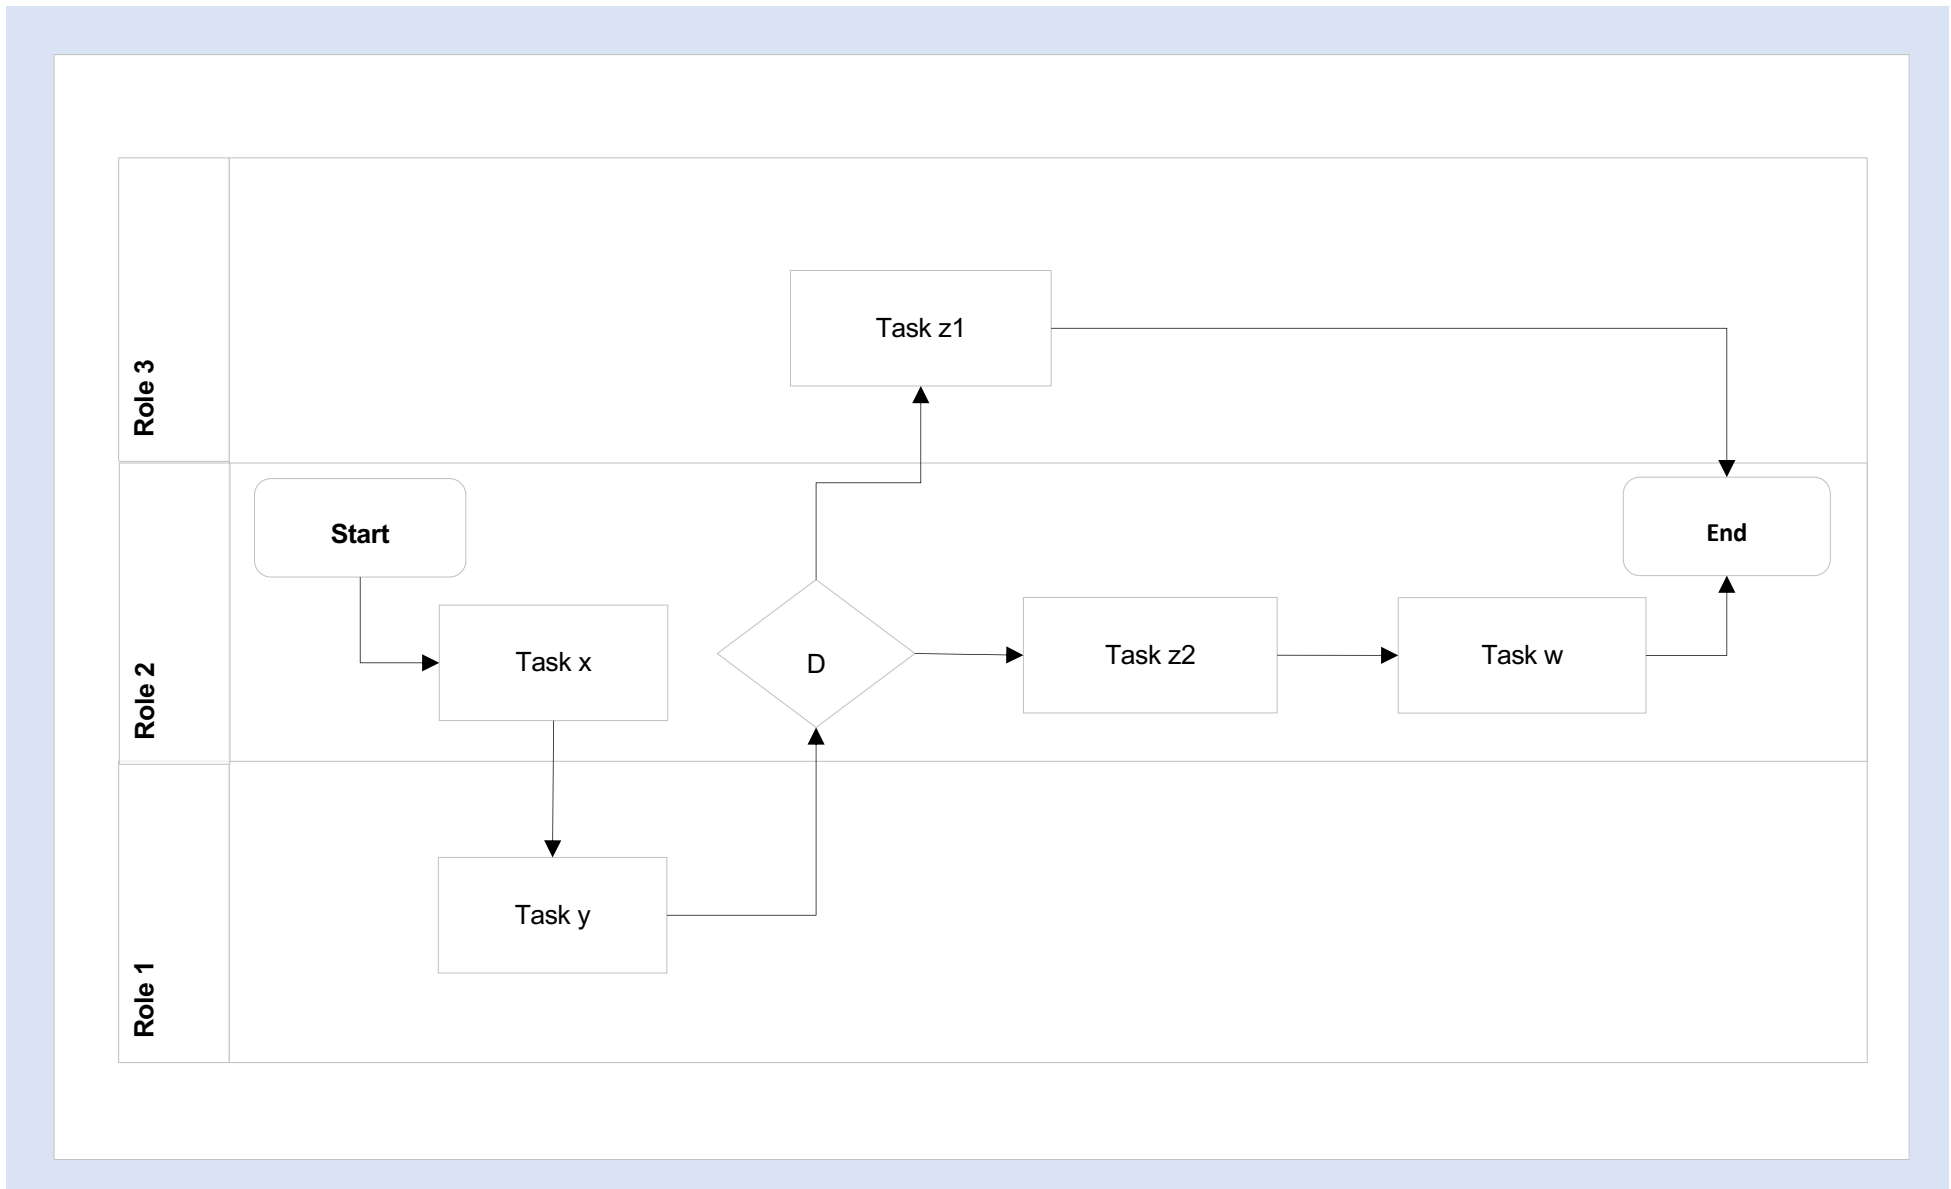 Role 3
Task z1
Role 2
Start
End
Task x
D
Task z2
Task w
Role 1
Task y